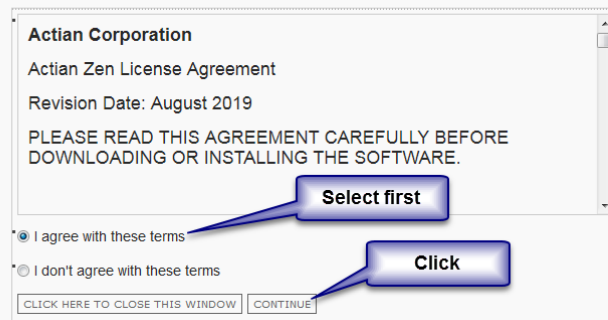 Actian Corporation
Actian Zen License Agreement
Revision Date: August 2019
PLEASE READ THIS AGREEMENT CAREFULLY BEFORE
DOWNLOADING OR INSTALLING THE SOFTWARE.
Select first
I agree with these terms
Click
I don't agree with these terms
CLICK HERE TO CLOSE THIS WINDOW CONTINUE